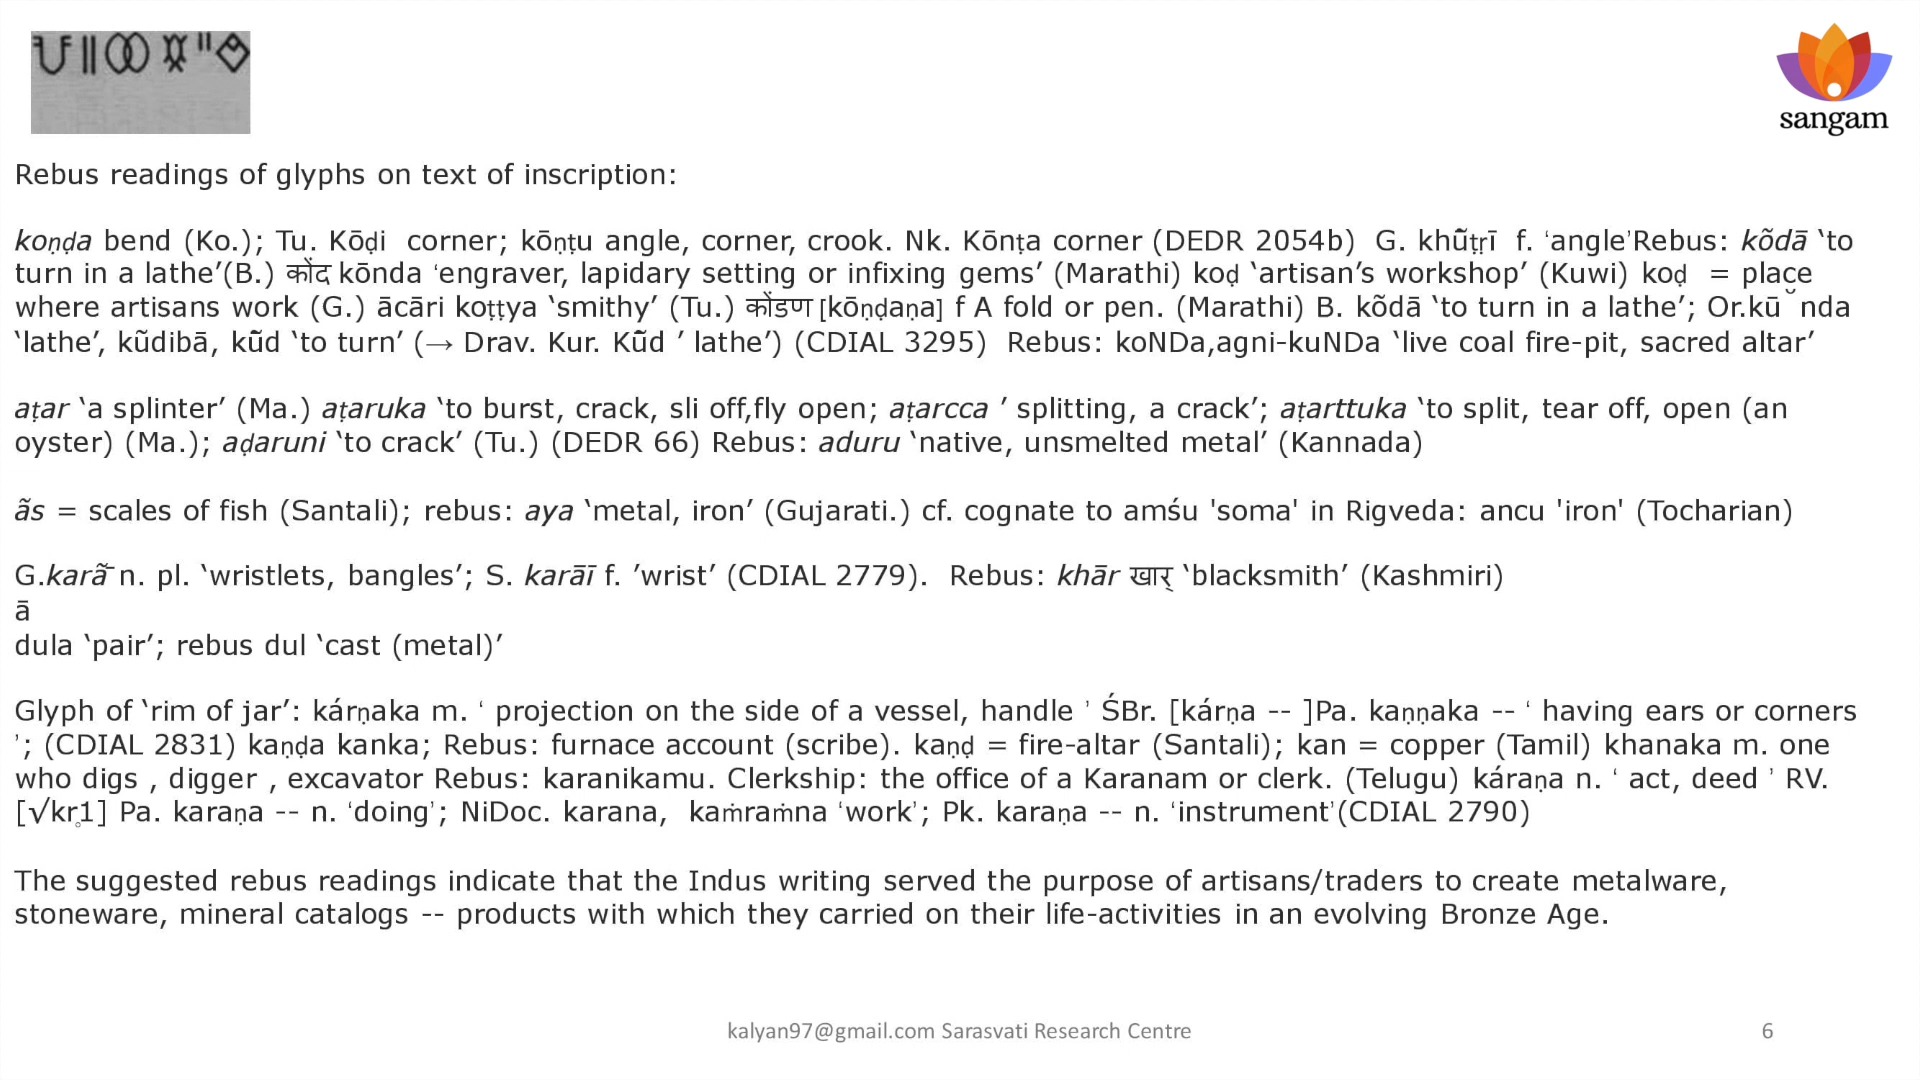 sangam
Rebus readings of glyphs on text of inscription:
koṇḍa bend (Ko.); Tu. Kōḍi corner; kōṇṭu angle, corner, crook. Nk. Kōnṭa corner (DEDR 2054b) G. khū̃ṭṛī f. ‘angle’Rebus: kõdā ‘to
turn in a lathe’(B.) कोंद kōnda ‘engraver, lapidary setting or infixing gems’ (Marathi) koḍ ‘artisan’s workshop’ (Kuwi) koḍ = place
where artisans work (G.) ācāri koṭṭya ‘smithy’ (Tu.) कोंडण [kōṇḍaṇa] f A fold or pen. (Marathi) B. kõdā ‘to turn in a lathe’; Or.kū˘nda
‘lathe’, kũdibā, kū̃d ‘to turn’ (→ Drav. Kur. Kū̃d ’ lathe’) (CDIAL 3295) Rebus: koNDa,agni-kuNDa ‘live coal fire-pit, sacred altar’
aṭar ‘a splinter’ (Ma.) aṭaruka ‘to burst, crack, sli off,fly open; aṭarcca ’ splitting, a crack’; aṭarttuka ‘to split, tear off, open (an
oyster) (Ma.); aḍaruni ‘to crack’ (Tu.) (DEDR 66) Rebus: aduru ‘native, unsmelted metal’ (Kannada)
ãs = scales of fish (Santali); rebus: aya ‘metal, iron’ (Gujarati.) cf. cognate to amśu 'soma' in Rigveda: ancu 'iron' (Tocharian)
G.karã̄ n. pl. ‘wristlets, bangles’; S. karāī f. ’wrist’ (CDIAL 2779). Rebus: khār खार् ‘blacksmith’ (Kashmiri)
ā
dula ‘pair’; rebus dul ‘cast (metal)’
Glyph of ‘rim of jar’: kárṇaka m. ‘ projection on the side of a vessel, handle ’ ŚBr. [kárṇa -- ]Pa. kaṇṇaka -- ‘ having ears or corners
’; (CDIAL 2831) kaṇḍa kanka; Rebus: furnace account (scribe). kaṇḍ = fire-altar (Santali); kan = copper (Tamil) khanaka m. one
who digs , digger , excavator Rebus: karanikamu. Clerkship: the office of a Karanam or clerk. (Telugu) káraṇa n. ‘ act, deed ’ RV.
[√kr̥1] Pa. karaṇa -- n. ‘doing’; NiDoc. karana, kaṁraṁna ‘work’; Pk. karaṇa -- n. ‘instrument’(CDIAL 2790)
The suggested rebus readings indicate that the Indus writing served the purpose of artisans/traders to create metalware,
stoneware, mineral catalogs -- products with which they carried on their life-activities in an evolving Bronze Age.
kalyan97@gmail.com Sarasvati Research Centre
6